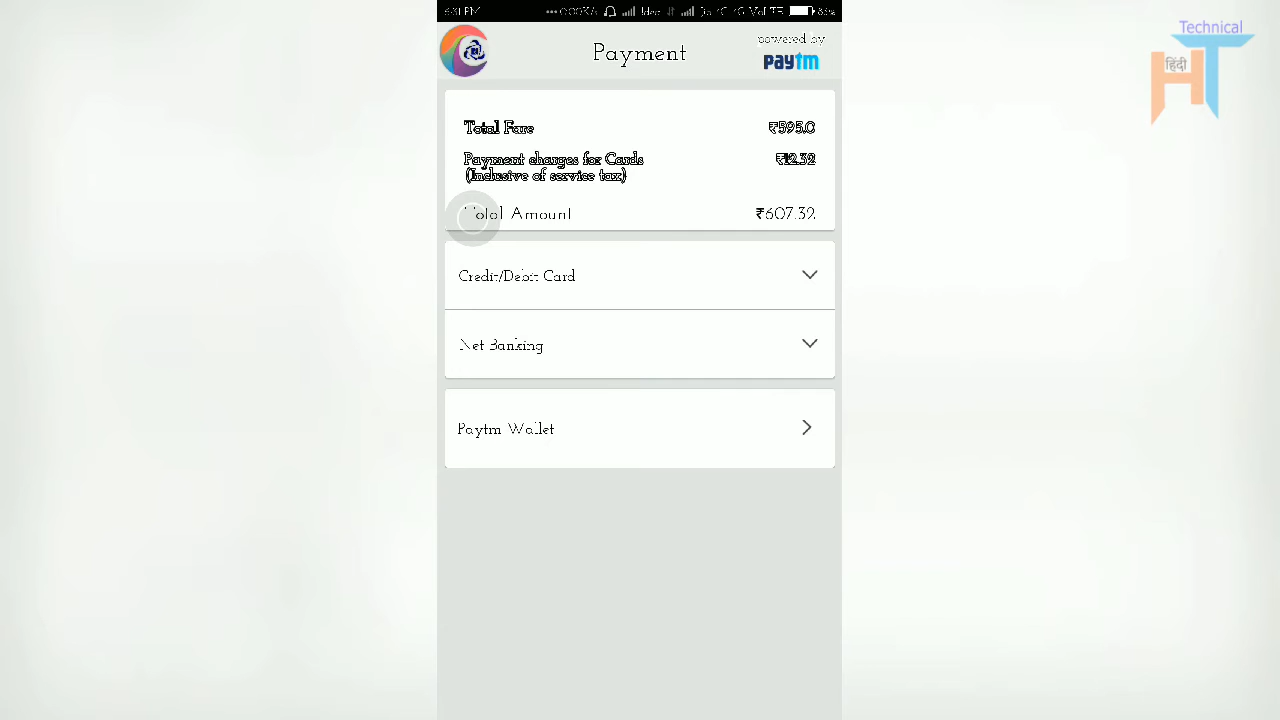 Technical
हिंदी
Payment
powered by
paytm
Total Fare ₹595.0
Payment charges for Cards ₹12.32
(Inclusive of service tax)
Total Amount ₹607.32
Credit/Debit Card
Net Banking
Paytm Wallet